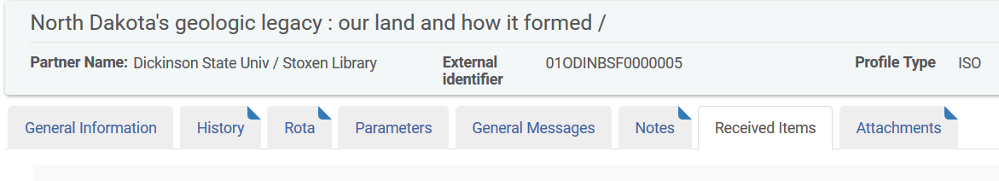 North Dakota's geologic legacy : our land and how it formed /
Partner Name: Dickinson State Univ / Stoxen Library External identifier 01ODINBSF0000005 Profile Type ISO
General Information History Rota Parameters General Messages Notes Received Items Attachments